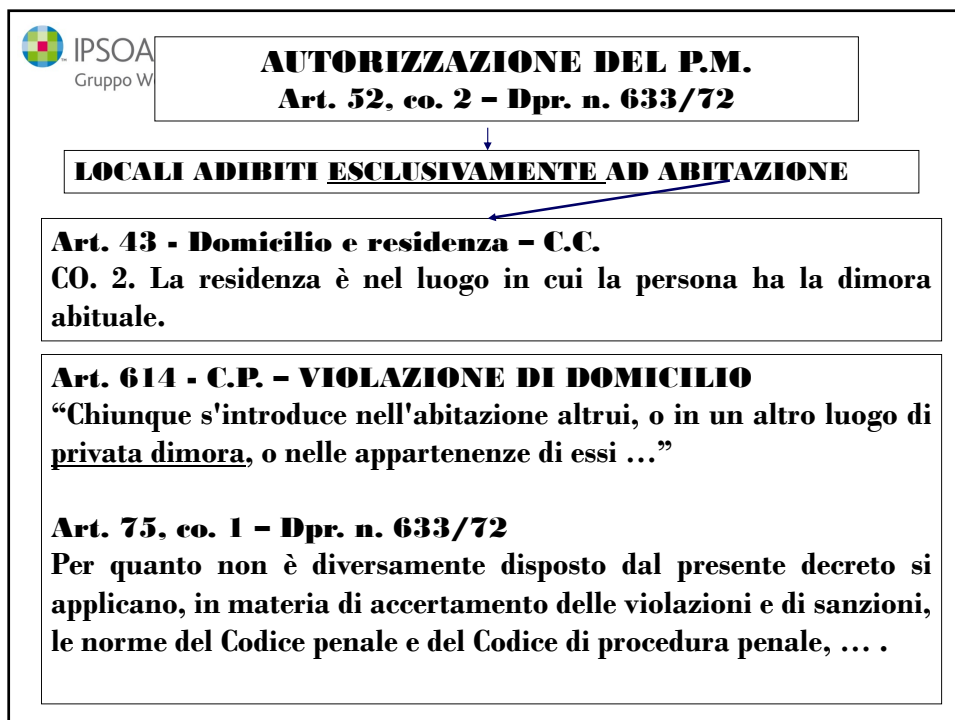 IPSOA
Gruppo W
AUTORIZZAZIONE DEL P.M.
Art. 52, co. 2 – Dpr. n. 633/72
LOCALI ADIBITI ESCLUSIVAMENTE AD ABITAZIONE
Art. 43 - Domicilio e residenza – C.C.
CO. 2. La residenza è nel luogo in cui la persona ha la dimora
abituale.
Art. 614 - C.P. – VIOLAZIONE DI DOMICILIO
“Chiunque s'introduce nell'abitazione altrui, o in un altro luogo di
privata dimora, o nelle appartenenze di essi …”
Art. 75, co. 1 – Dpr. n. 633/72
Per quanto non è diversamente disposto dal presente decreto si
applicano, in materia di accertamento delle violazioni e di sanzioni,
le norme del Codice penale e del Codice di procedura penale, … .